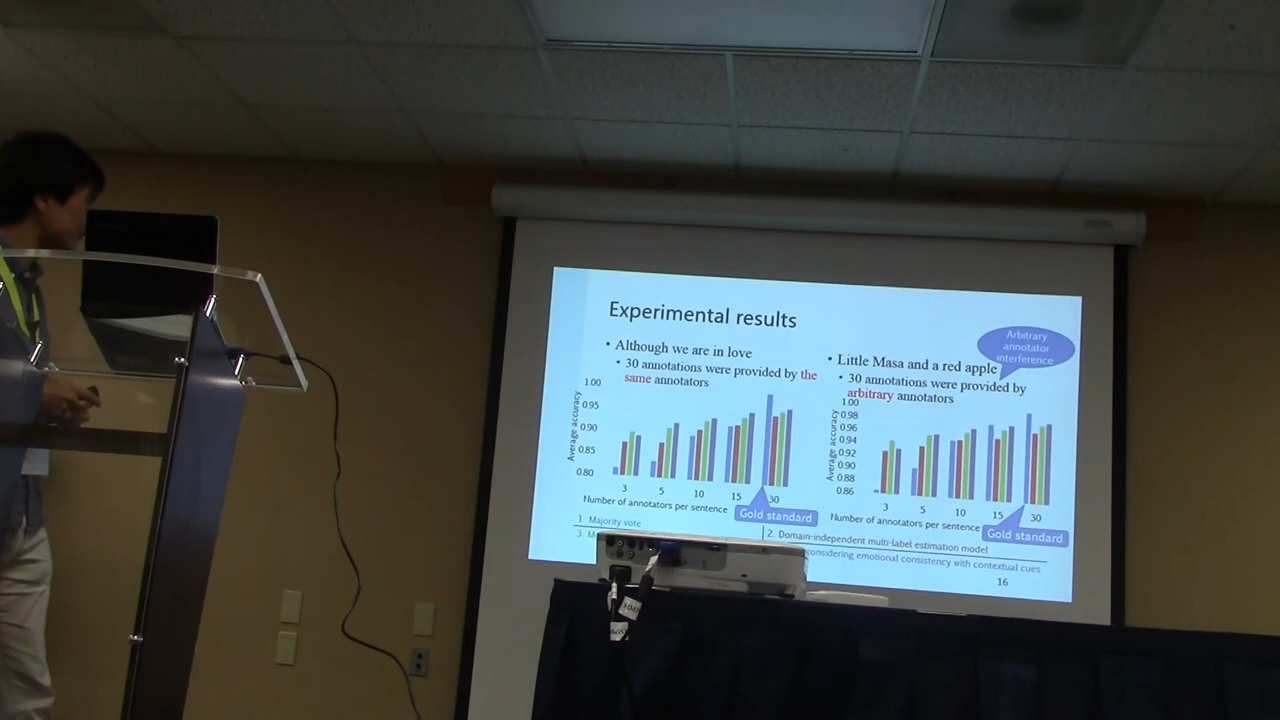 Experimental results
• Although we are in love
• 30 annotations were provided by the
same annotators
1.00
0.95
0.90
0.85
0.80
Average accuracy
3 5 10 15 30
Number of annotators per sentence
Gold standard
Arbitrary
annotator
interference
• Little Masa and a red apple
• 30 annotations were provided by
arbitrary annotators
1.00
0.98
0.96
0.94
0.92
0.90
0.88
0.86
Average accuracy
3 5 10 15 30
Number of annotators per sentence
Gold standard
1. Majority vote
2. Domain-independent multi-label estimation model
3.
considering emotional consistency with contextual cues
16